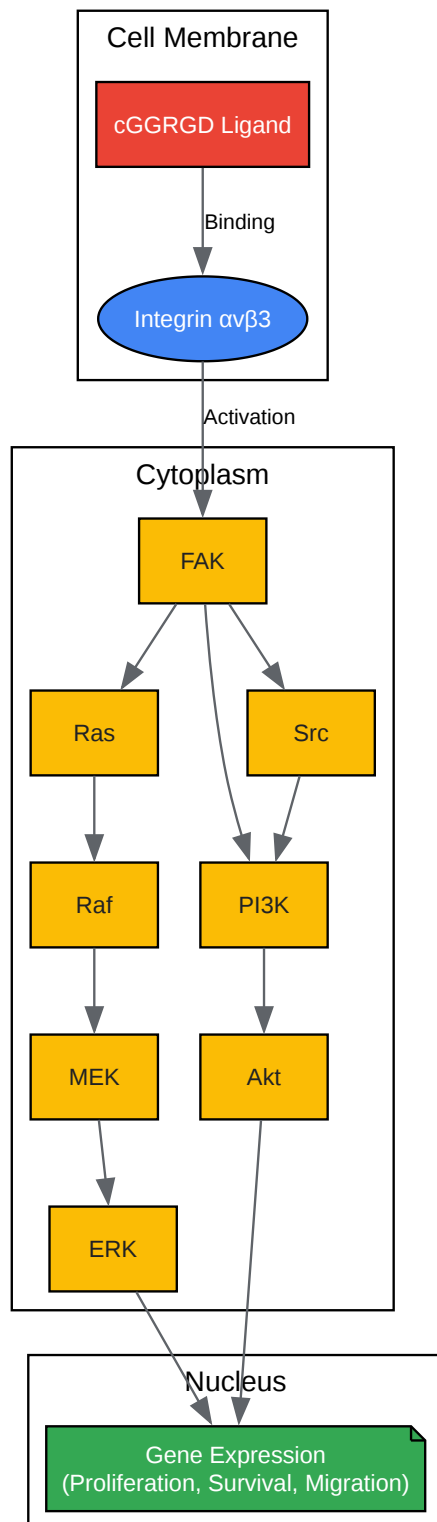 Cell Membrane
cGGRGD Ligand
Binding
Integrin αvβ3
Activation
Cytoplasm
FAK
Ras
Src
Raf
PI3K
MEK
Akt
ERK
Nucleus
Gene Expression
(Proliferation, Survival, Migration)